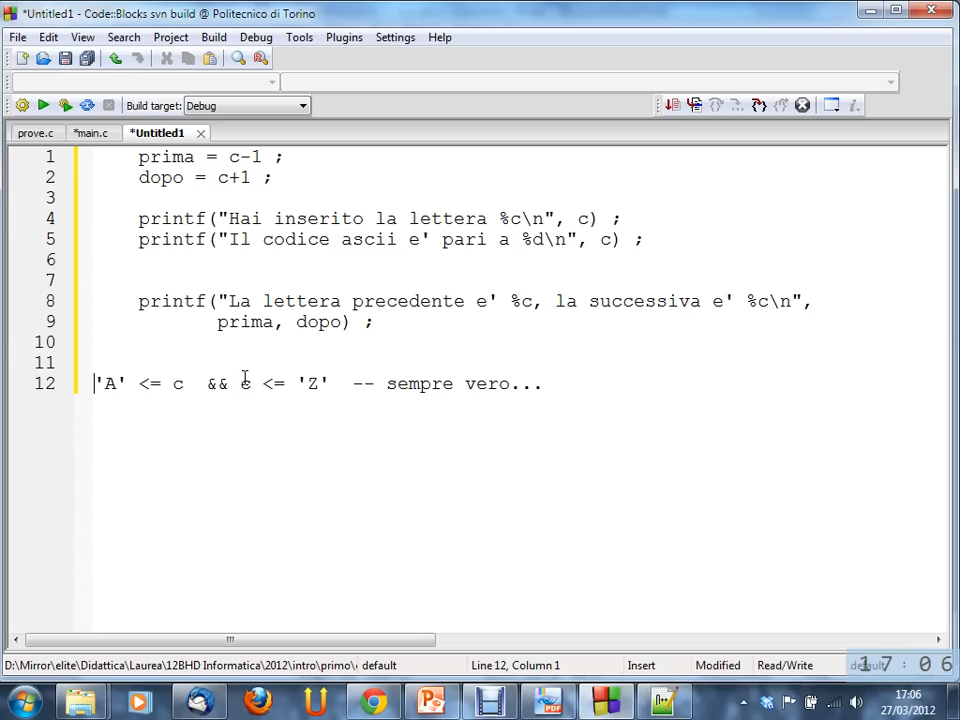 *Untitled1 - Code::Blocks svn build @ Politecnico di Torino
File Edit View Search Project Build Debug Tools Plugins Settings Help
Build target: Debug
prove.c *main.c *Untitled1
1 prima = c-1 ;
2 dopo = c+1 ;
3
4 printf("Hai inserito la lettera %c\n", c) ;
5 printf("Il codice ascii e' pari a %d\n", c) ;
6
7
8 printf("La lettera precedente e' %c, la successiva e' %c\n",
9 prima, dopo) ;
10
11
12 'A' <= c && c <= 'Z' -- sempre vero...
D:\Mirror\elite\Didattica\Laurea\12BHD Informatica\2012\intro\primo\ default Line 12, Column 1 Insert Modified Read/Write default
17:06
17:06
27/03/2012